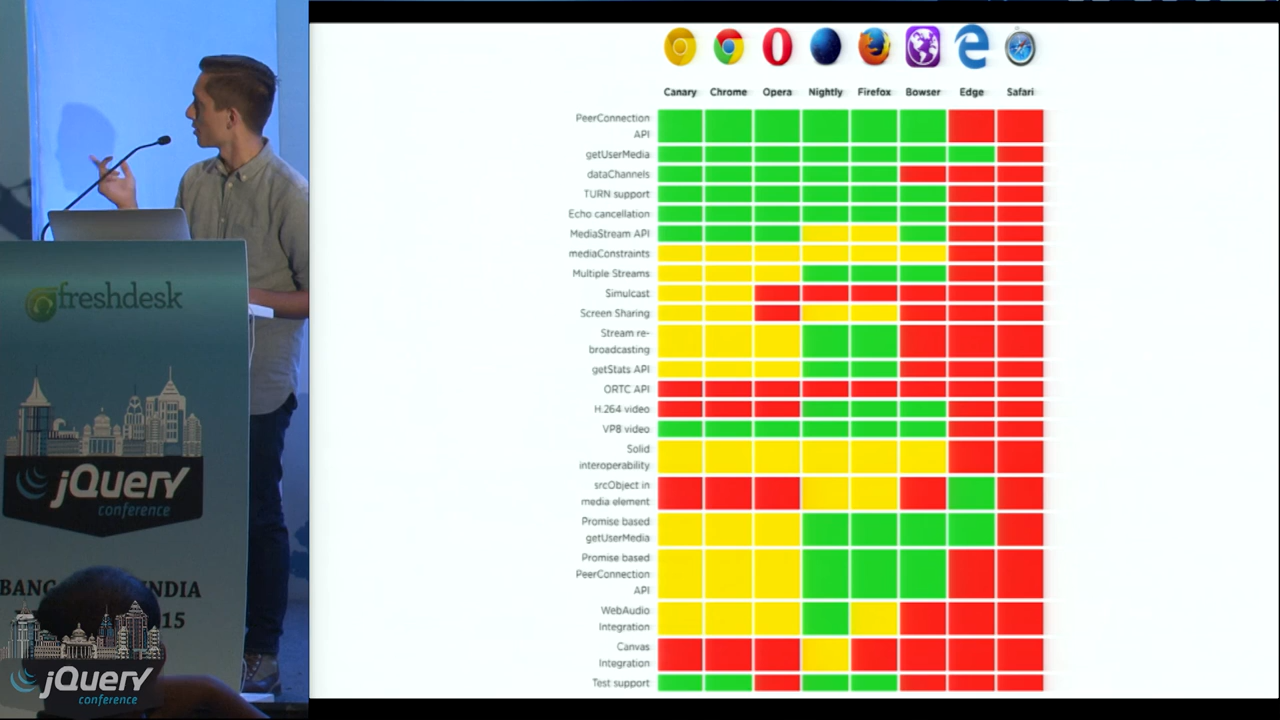 Canary Chrome Opera Nightly Firefox Bowser Edge Safari
PeerConnection
API
getUserMedia
dataChannels
TURN support
Echo cancellation
MediaStream API
mediaConstraints
Multiple Streams
Simulcast
Screen Sharing
Stream re-
broadcasting
getStats API
ORTC API
H.264 video
VP8 video
Solid
interoperability
srcObject in
media element
Promise based
getUserMedia
Promise based
PeerConnection
API
WebAudio
Integration
Canvas
Integration
Test support
freshdesk
jQuery
conference
BANG INDIA
15
jQuery
conference